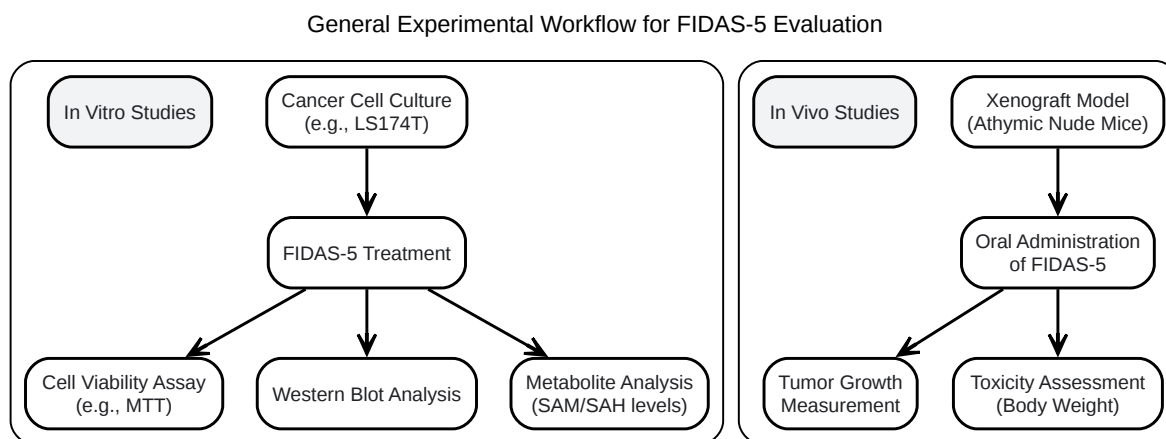 General Experimental Workflow for FIDAS-5 Evaluation
In Vitro Studies
Cancer Cell Culture
(e.g., LS174T)
FIDAS-5 Treatment
Cell Viability Assay
(e.g., MTT)
Western Blot Analysis
Metabolite Analysis
(SAM/SAH levels)
In Vivo Studies
Xenograft Model
(Athymic Nude Mice)
Oral Administration
of FIDAS-5
Tumor Growth
Measurement
Toxicity Assessment
(Body Weight)